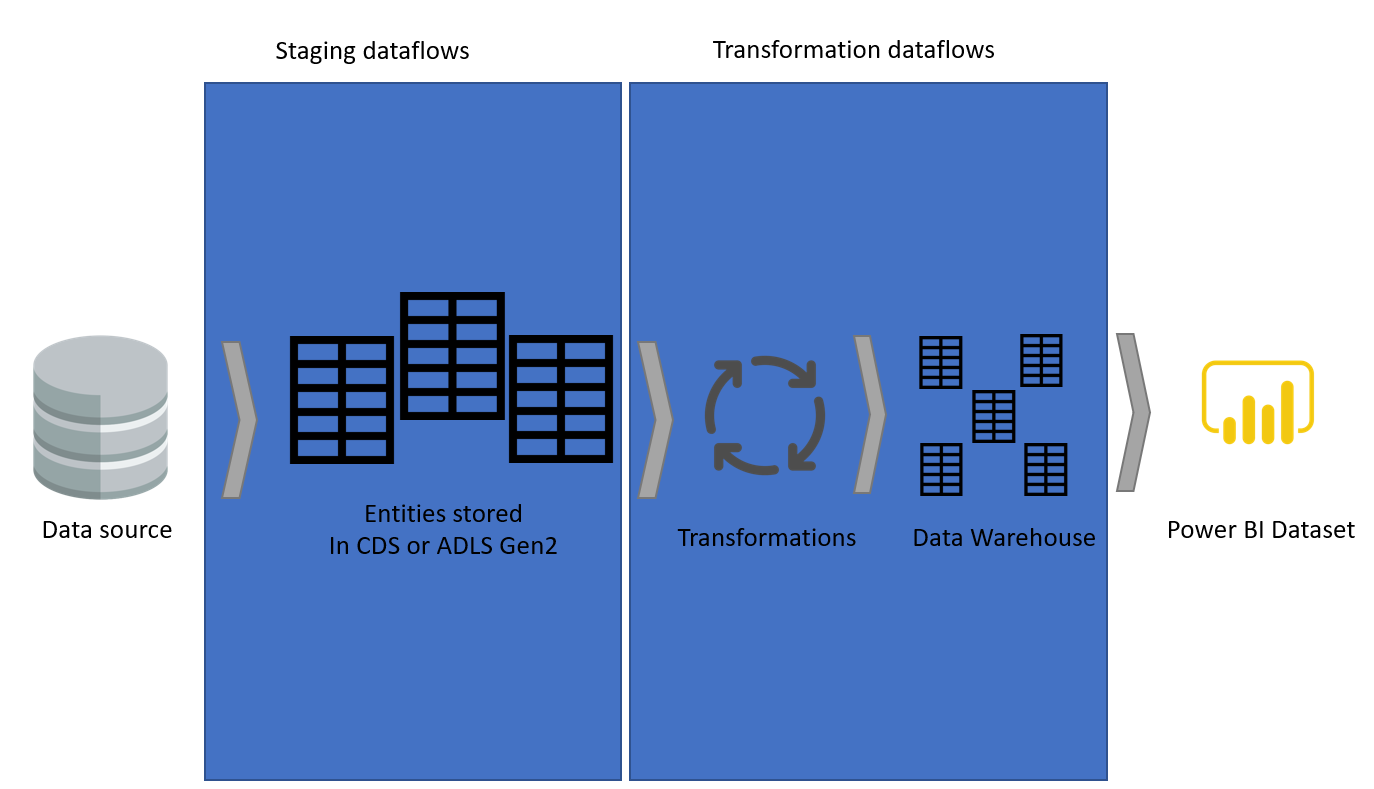 Staging dataflows
Transformation dataflows
Data source
Entities stored
In CDS or ADLS Gen2
Transformations
Data Warehouse
Power BI Dataset